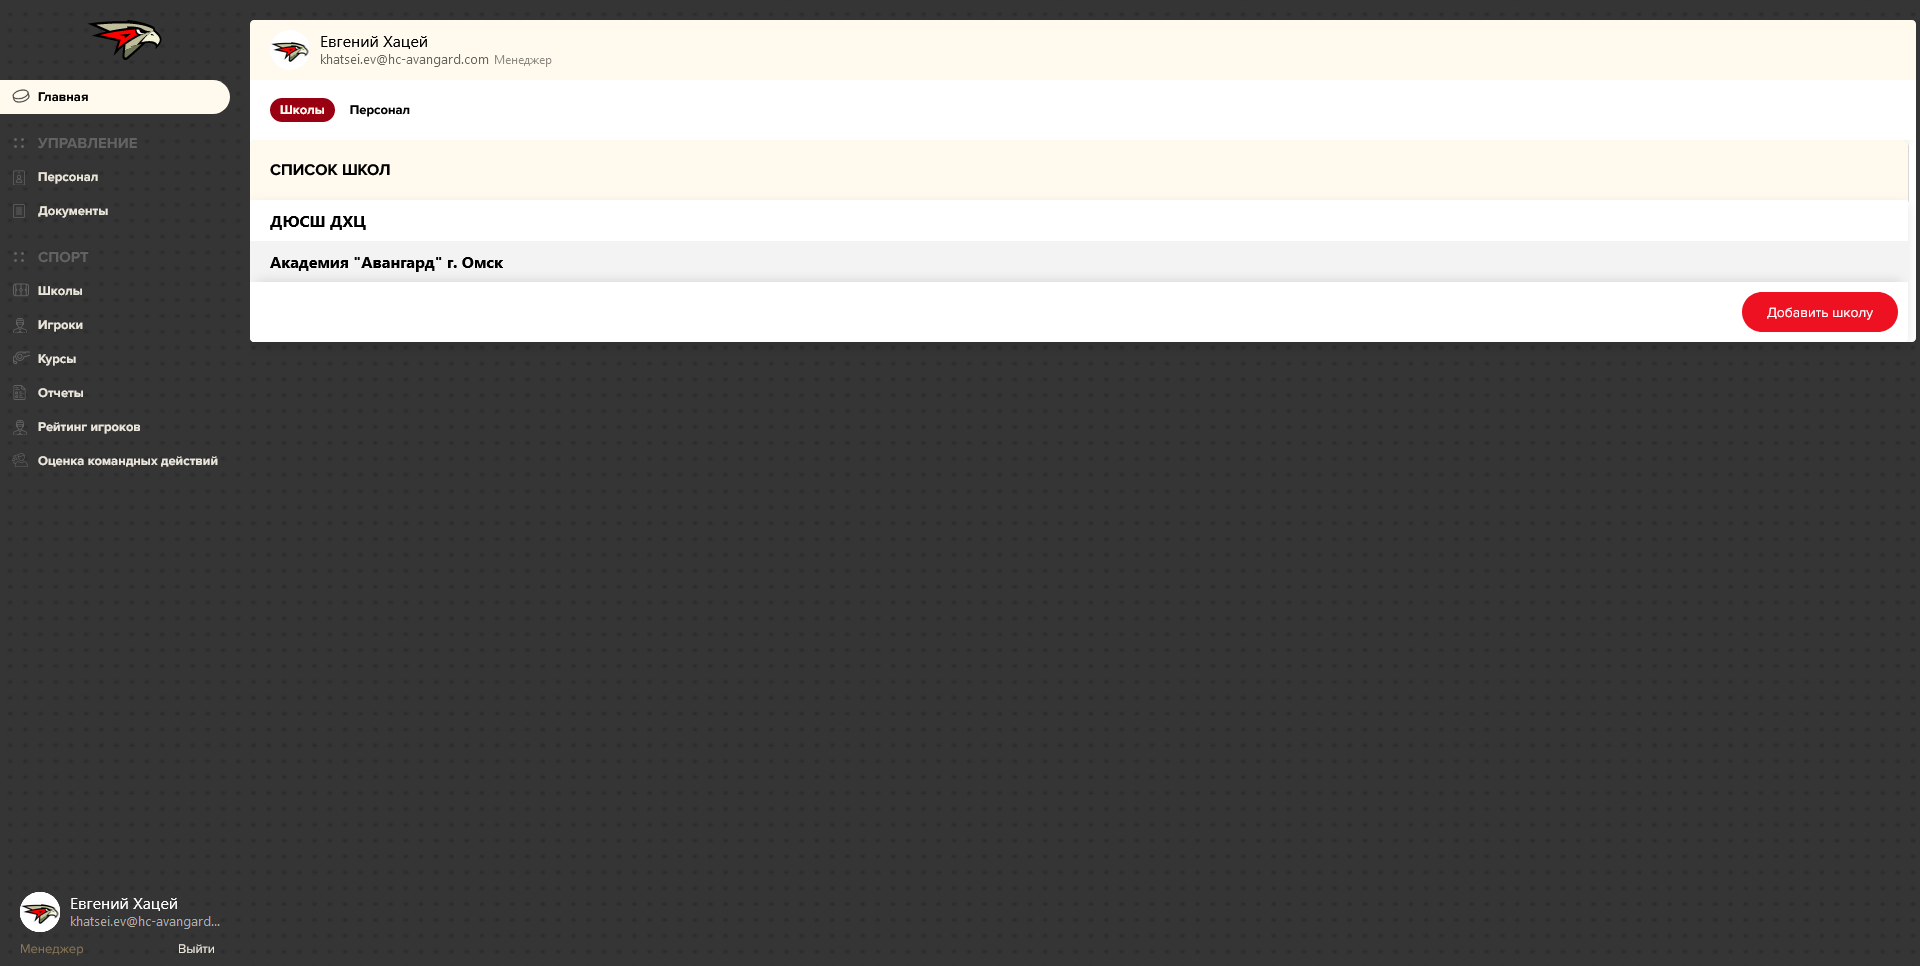 Главная
УПРАВЛЕНИЕ
Персонал
Документы
СПОРТ
Школы
Игроки
Курсы
Отчеты
Рейтинг игроков
Оценка командных действий
Евгений Хацей
khatsei.ev@hc-avangard...
Менеджер Выйти
Евгений Хацей
khatsei.ev@hc-avangard.com Менеджер
Школы Персонал
СПИСОК ШКОЛ
ДЮСШ ДХЦ
Академия "Авангард" г. Омск
Добавить школу